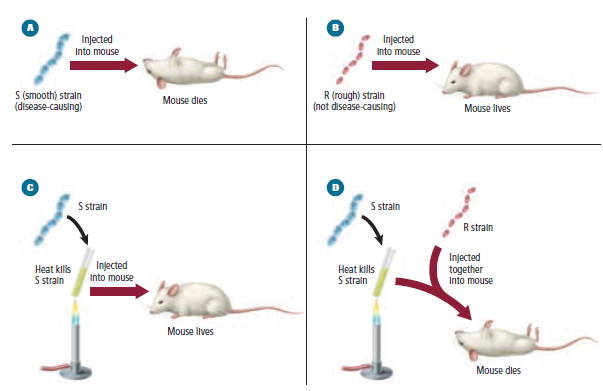 A
Injected
into mouse
S (smooth) strain
(disease-causing)
Mouse dies
B
Injected
into mouse
R (rough) strain
(not disease-causing)
Mouse lives
C
S strain
Heat kills
S strain
Injected
into mouse
Mouse lives
D
S strain
R strain
Heat kills
S strain
Injected
together
into mouse
Mouse dies